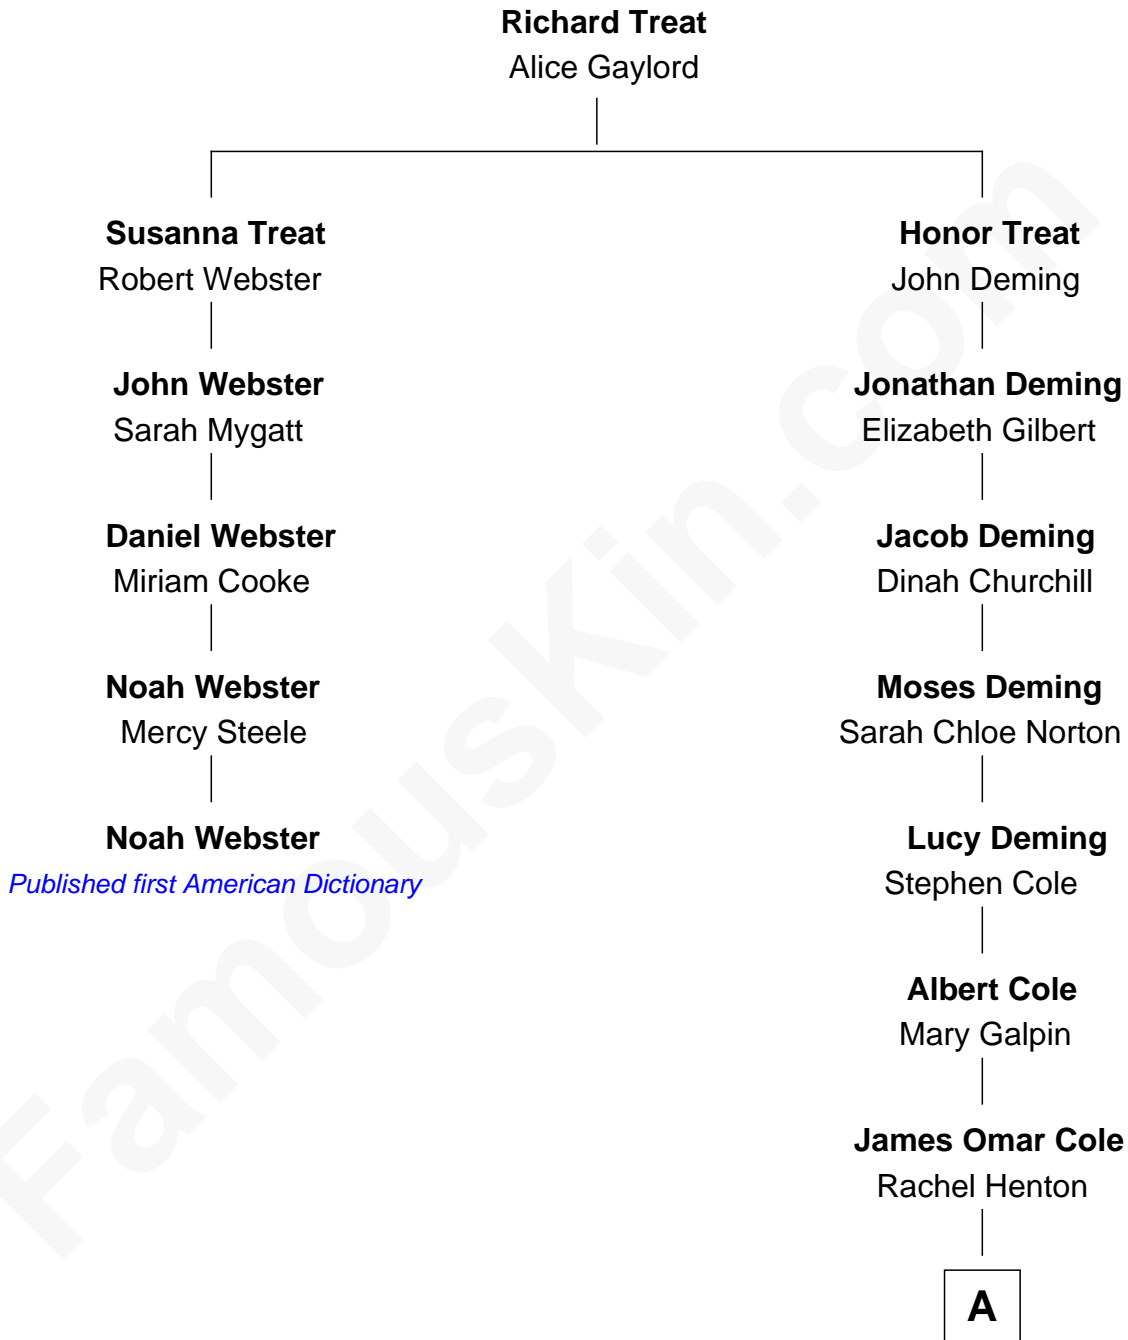 Richard Treat
Alice Gaylord
Susanna Treat
Robert Webster
Honor Treat
John Deming
John Webster
Sarah Mygatt
Jonathan Deming
Elizabeth Gilbert
Daniel Webster
Miriam Cooke
Jacob Deming
Dinah Churchill
Noah Webster
Mercy Steele
Moses Deming
Sarah Chloe Norton
Noah Webster
Published first American Dictionary
Lucy Deming
Stephen Cole
Albert Cole
Mary Galpin
James Omar Cole
Rachel Henton
A
FamousKin.com